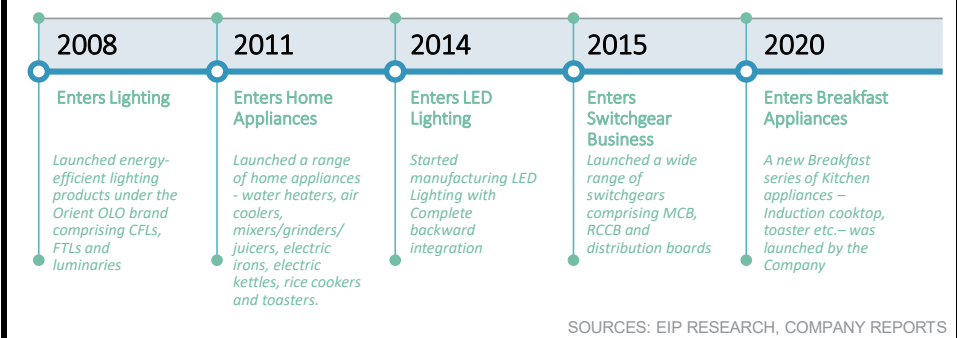 2008
Enters Lighting
Launched energy-
efficient lighting
products under the
Orient OLO brand
comprising CFLs,
FTLs and
luminaries
2011
Enters Home
Appliances
Launched a range
of home appliances
- water heaters, air
coolers,
mixers/grinders/
juicers, electric
irons, electric
kettles, rice cookers
and toasters.
2014
Enters LED
Lighting
Started
manufacturing LED
Lighting with
Complete
backward
integration
2015
Enters
Switchgear
Business
Launched a wide
range of
switchgears
comprising MCB,
RCCB and
distribution boards
2020
Enters Breakfast
Appliances
A new Breakfast
series of Kitchen
appliances –
Induction cooktop,
toaster etc.– was
launched by the
Company
SOURCES: EIP RESEARCH, COMPANY REPORTS